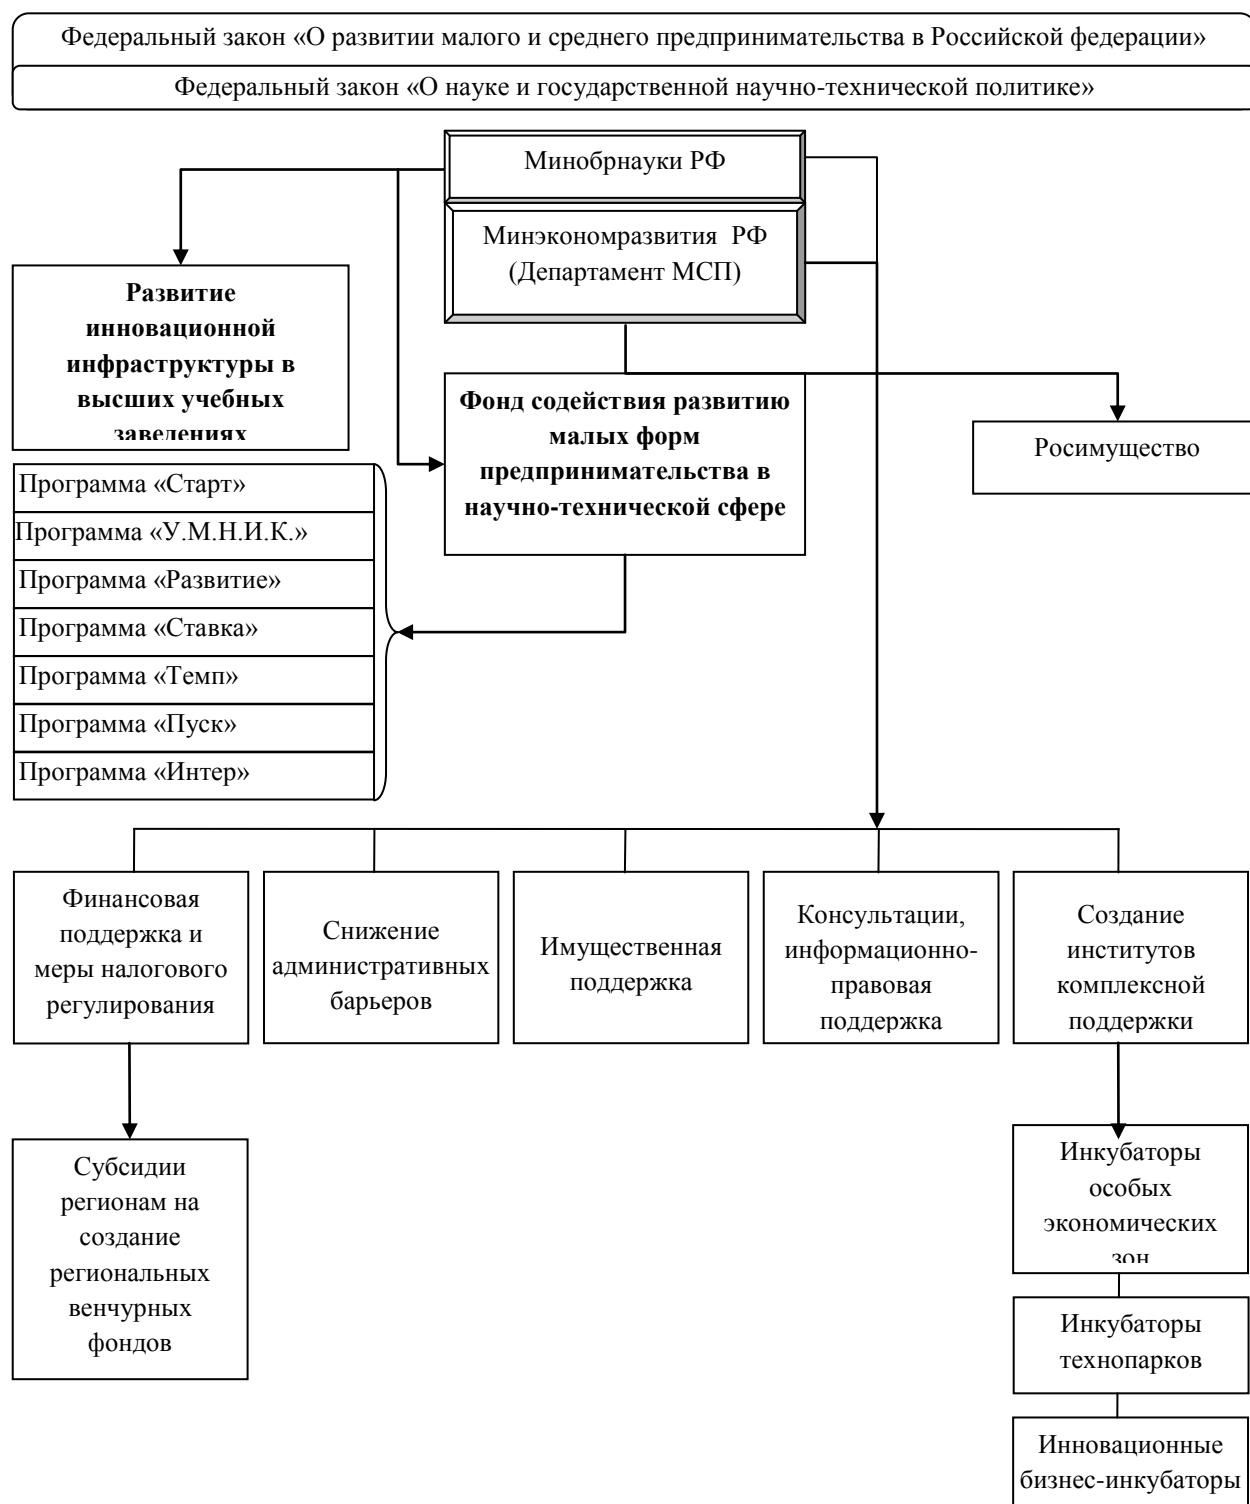 Федеральный закон «О развитии малого и среднего предпринимательства в Российской федерации»
Федеральный закон «О науке и государственной научно-технической политике»
Минобрнауки РФ
Минэкономразвития РФ
(Департамент МСП)
Развитие
инновационной
инфраструктуры в
высших учебных
заведениях
Фонд содействия развитию
малых форм
предпринимательства в
научно-технической сфере
Росимущество
Программа «Старт»
Программа «У.М.Н.И.К.»
Программа «Развитие»
Программа «Ставка»
Программа «Темп»
Программа «Пуск»
Программа «Интер»
Финансовая
поддержка и
меры налогового
регулирования
Снижение
административных
барьеров
Имущественная
поддержка
Консультации,
информационно-
правовая
поддержка
Создание
институтов
комплексной
поддержки
Субсидии
регионам на
создание
региональных
венчурных
фондов
Инкубаторы
особых
экономических
зон
Инкубаторы
технопарков
Инновационные
бизнес-инкубаторы